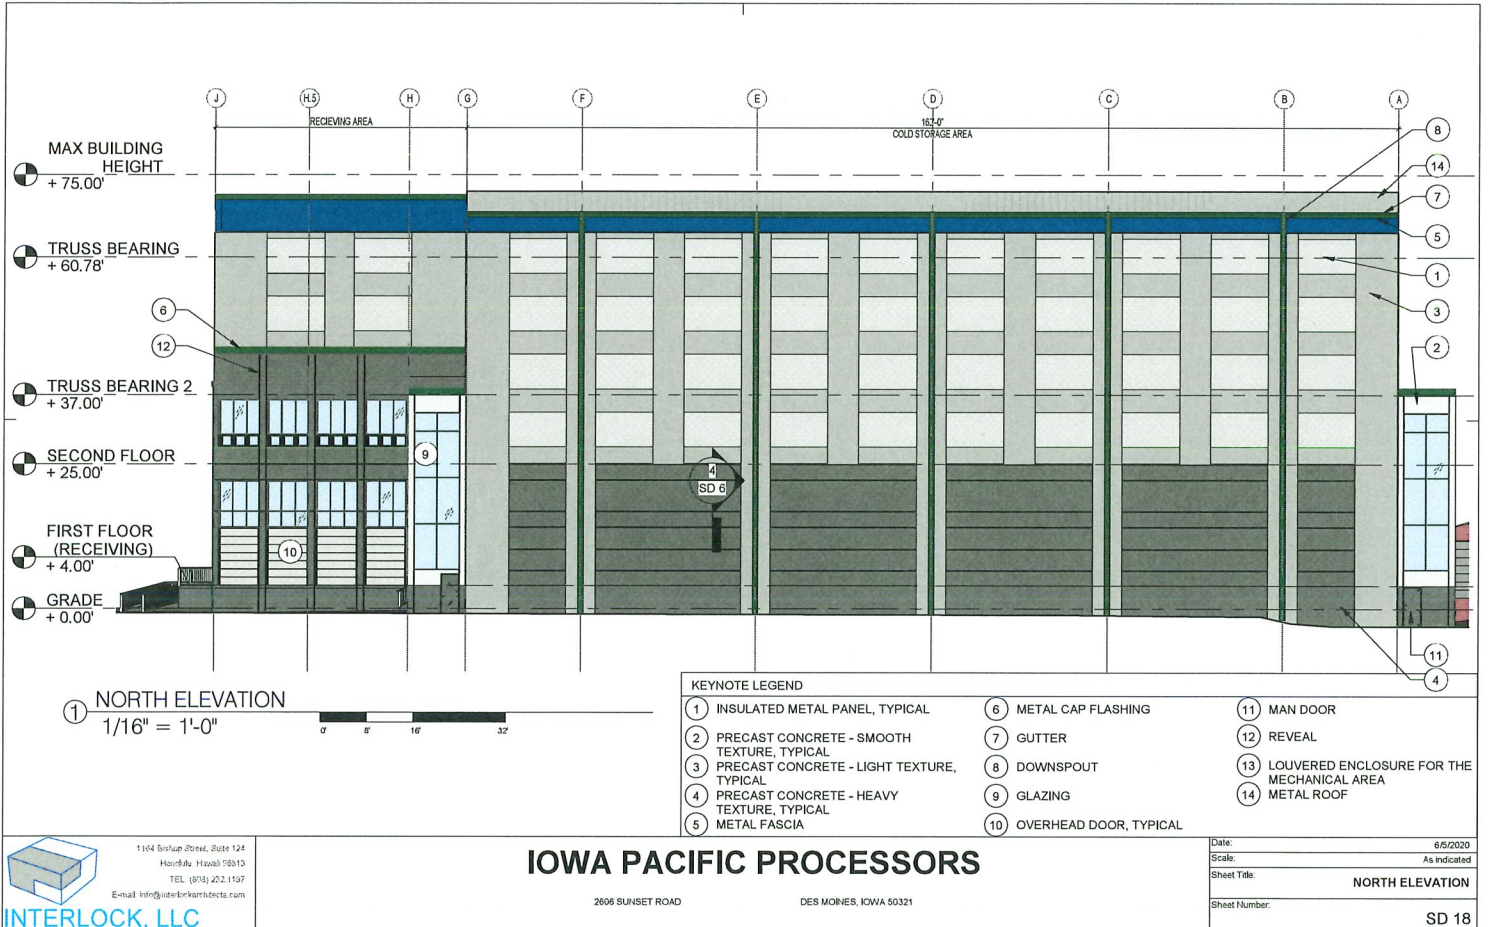 J H.5 H G F E D C B A
RECIEVING AREA
COLD STORAGE AREA
MAX BUILDING
HEIGHT
+ 75.00'
TRUSS BEARING
+ 60.78'
TRUSS BEARING 2
+ 37.00'
SECOND FLOOR
+ 25.00'
FIRST FLOOR
(RECEIVING)
+ 4.00'
GRADE
+ 0.00'
6
12
9
10
4
SD 6
8
14
7
5
1
3
2
11
4
1 NORTH ELEVATION
1/16" = 1'-0"
0' 8' 16' 32'
KEYNOTE LEGEND
1 INSULATED METAL PANEL, TYPICAL
2 PRECAST CONCRETE - SMOOTH
TEXTURE, TYPICAL
3 PRECAST CONCRETE - LIGHT TEXTURE,
TYPICAL
4 PRECAST CONCRETE - HEAVY
TEXTURE, TYPICAL
5 METAL FASCIA
6 METAL CAP FLASHING
7 GUTTER
8 DOWNSPOUT
9 GLAZING
10 OVERHEAD DOOR, TYPICAL
11 MAN DOOR
12 REVEAL
13 LOUVERED ENCLOSURE FOR THE
MECHANICAL AREA
14 METAL ROOF
1164 Bishop Street, Suite 124
Honolulu, Hawaii 96813
E-mail: info@interlockarchitects.com
INTERLOCK. LLC
IOWA PACIFIC PROCESSORS
2606 SUNSET ROAD DES MOINES, IOWA 50321
Date: 6/5/2020
Scale: As indicated
Sheet Title: NORTH ELEVATION
Sheet Number: SD 18